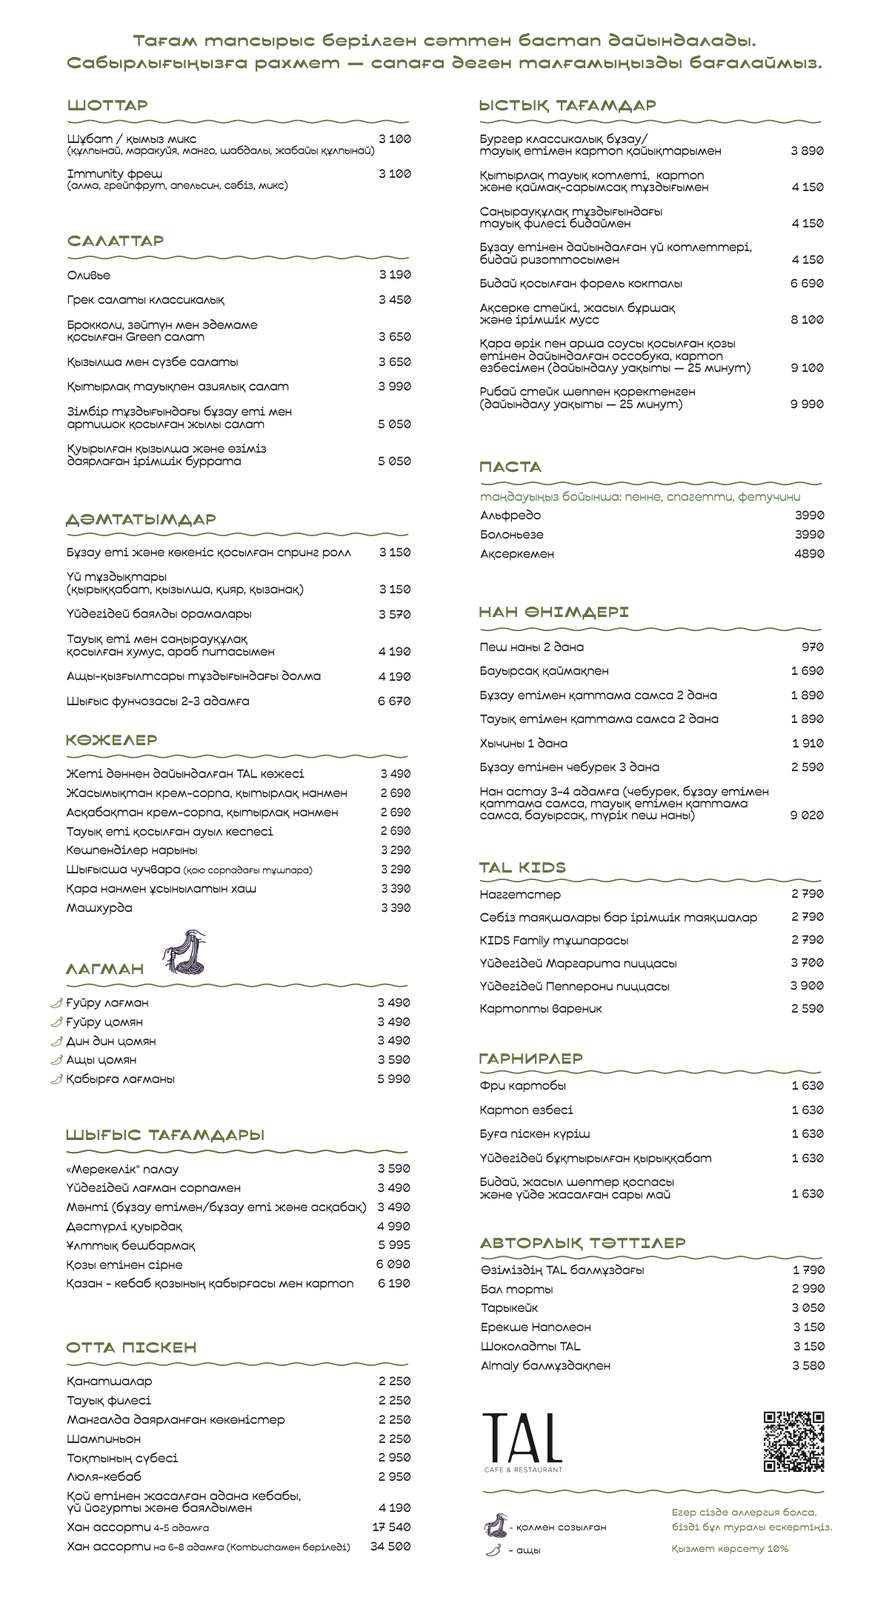 Тағам тапсырыс берілген сәттен бастап дайындалады.
Сабырлығыңызға рахмет — сапаға деген талғамыңызды бағалаймыз.
ШОТТАР
Шұбат / қымыз микс 3 100
(құлпынай, маракуйя, манго, шабдалы, жабайы құлпынай)
Immunity фреш 3 100
(алма, грейпфрут, апельсин, сәбіз, микс)
САЛАТТАР
Оливье 3 190
Грек салаты классикалық 3 450
Брокколи, зәйтүн мен эдемаме
қосылған Green салат 3 650
Қызылша мен сүзбе салаты 3 650
Қытырлақ тауықпен азиялық салат 3 990
Зімбір тұздығындағы бұзау еті мен
артишок қосылған жылы салат 5 050
Қуырылған қызылша және өзіміз
даярлаған ірімшік буррата 5 050
ДӘМТАТЫМДАР
Бұзау еті және көкеніс қосылған спринг ролл 3 150
Үй тұздықтары
(қырыққабат, қызылша, қияр, қызанақ) 3 150
Үйдегідей баялды орамалары 3 570
Тауық еті мен саңырауқұлақ
қосылған хумус, араб питасымен 4 190
Ащы-қызғылтсары тұздығындағы долма 4 190
Шығыс фунчозасы 2-3 адамға 6 670
КӨЖЕЛЕР
Жеті дәннен дайындалған TAL көжесі 3 490
Жасымықтан крем-сорпа, қытырлақ нанмен 2 690
Асқабақтан крем-сорпа, қытырлақ нанмен 2 690
Тауық еті қосылған ауыл кеспесі 2 690
Көшпенділер нарыны 3 290
Шығысша чучвара (қою сорпадағы тұшпара) 3 290
Қара нанмен ұсынылатын хаш 3 390
Машхурда 3 390
ЛАҒМАН
Ғуйру лағман 3 490
Ғуйру цомян 3 490
Дин дин цомян 3 490
Ащы цомян 3 590
Қабырға лағманы 5 990
ШЫҒЫС ТАҒАМДАРЫ
«Мерекелік" палау 3 590
Үйдегідей лағман сорпамен 3 490
Мәнті (бұзау етімен/бұзау еті және асқабақ) 3 490
Дәстүрлі қуырдақ 4 990
Ұлттық бешбармақ 5 995
Қозы етінен сірне 6 090
Қазан - кебаб қозының қабырғасы мен картоп 6 190
ОТТА ПІСКЕН
Қанатшалар 2 250
Тауық филесі 2 250
Мангалда даярланған көкөністер 2 250
Шампиньон 2 250
Тоқтының сүбесі 2 950
Люля-кебаб 2 950
Қой етінен жасалған адана кебабы,
үй йогурты және баялдымен 4 190
Хан ассорти 4-5 адамға 17 540
Хан ассорти на 6-8 адамға (Kombuchaмен беріледі) 34 500
ЫСТЫҚ ТАҒАМДАР
Бургер классикалық бұзау/
тауық етімен картоп қайықтарымен 3 890
Қытырлақ тауық котлеті, картоп
және қаймақ-сарымсақ тұздығымен 4 150
Саңырауқұлақ тұздығындағы
тауық филесі бидаймен 4 150
Бұзау етінен дайындалған үй котлеттері,
бидай ризоттосымен 4 150
Бидай қосылған форель кокталы 6 690
Ақсерке стейкі, жасыл бұршақ
және ірімшік мусс 8 100
Қара өрік пен арша соусы қосылған қозы
етінен дайындалған оссобука, картоп
езбесімен (дайындалу уақыты — 25 минут) 9 100
Рибай стейк шөппен қоректенген
(дайындалу уақыты — 25 минут) 9 990
ПАСТА
таңдауыңыз бойынша: пенне, спагетти, фетучини
Альфредо 3990
Болоньезе 3990
Ақсеркемен 4890
НАН ӨНІМДЕРІ
Пеш наны 2 дана 970
Бауырсақ қаймақпен 1 690
Бұзау етімен қаттама самса 2 дана 1 890
Тауық етімен қаттама самса 2 дана 1 890
Хычины 1 дана 1 910
Бұзау етінен чебурек 3 дана 2 590
Нан астау 3-4 адамға (чебурек, бұзау етімен
қаттама самса, тауық етімен қаттама
самса, бауырсақ, түрік пеш наны) 9 020
TAL KIDS
Наггетстер 2 790
Сәбіз таяқшалары бар ірімшік таяқшалар 2 790
KIDS Family тұшпарасы 2 790
Үйдегідей Маргарита пиццасы 3 700
Үйдегідей Пепперони пиццасы 3 900
Картопты вареник 2 590
ГАРНИРЛЕР
Фри картобы 1 630
Картоп езбесі 1 630
Буға піскен күріш 1 630
Үйдегідей бұқтырылған қырыққабат 1 630
Бидай, жасыл шөптер қоспасы
және үйде жасалған сары май 1 630
АВТОРЛЫҚ ТӘТТІЛЕР
Өзіміздің TAL балмұздағы 1 790
Бал торты 2 990
Тарыкейк 3 050
Ерекше Наполеон 3 150
Шоколадты TAL 3 150
Almaly балмұздақпен 3 580
TAL
CAFE & RESTAURANT
- қолмен созылған
- ащы
Егер сізде аллергия болса,
бізді бұл туралы ескертіңіз.
Қызмет көрсету 10%